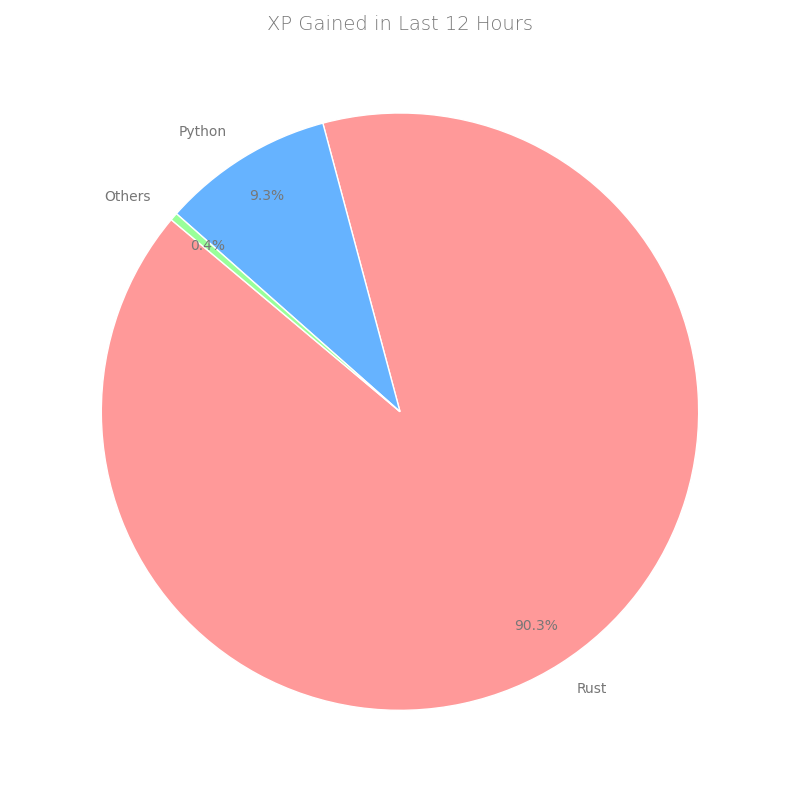 XP Gained in Last 12 Hours
Python
9.3%
Others
0.4%
90.3%
Rust